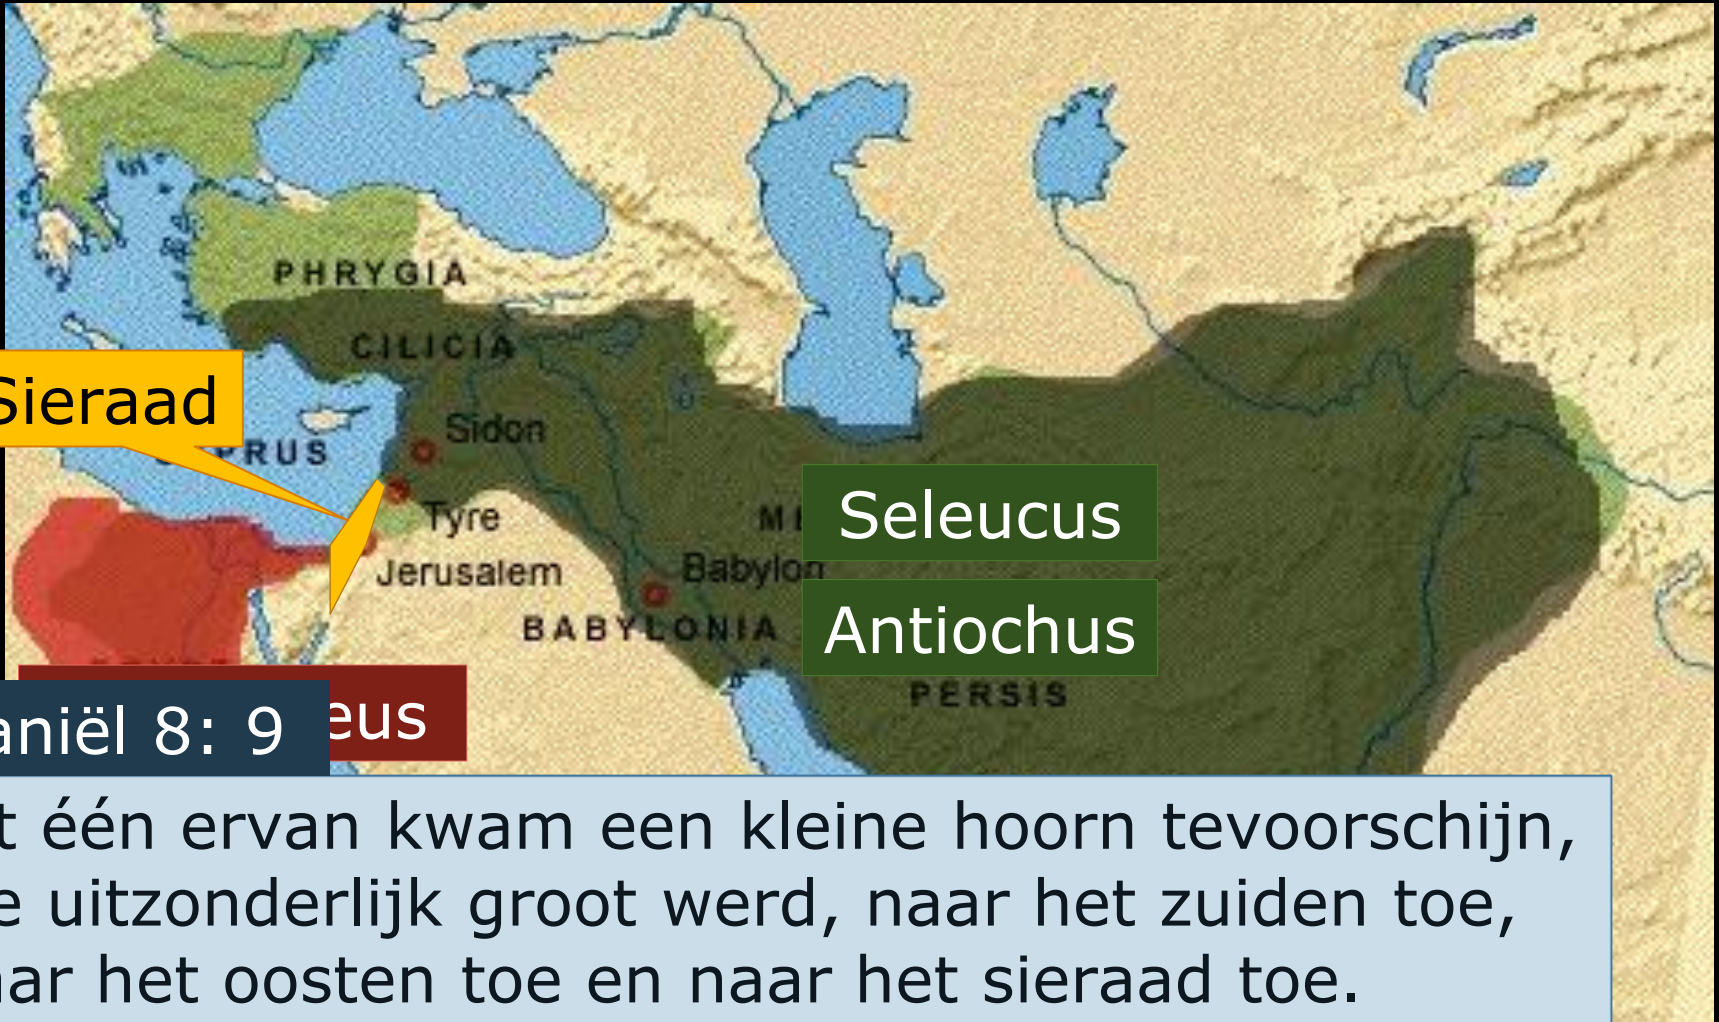 PHRYGIA
CILICIA
Sieraad
PRUS
Sidon
Tyre
Seleucus
Jerusalem
Babylon
Antiochus
BABYLONIA
PERSIS
aniël 8: 9
eus
t één ervan kwam een kleine hoorn tevoorschijn,
e uitzonderlijk groot werd, naar het zuiden toe,
aar het oosten toe en naar het sieraad toe.